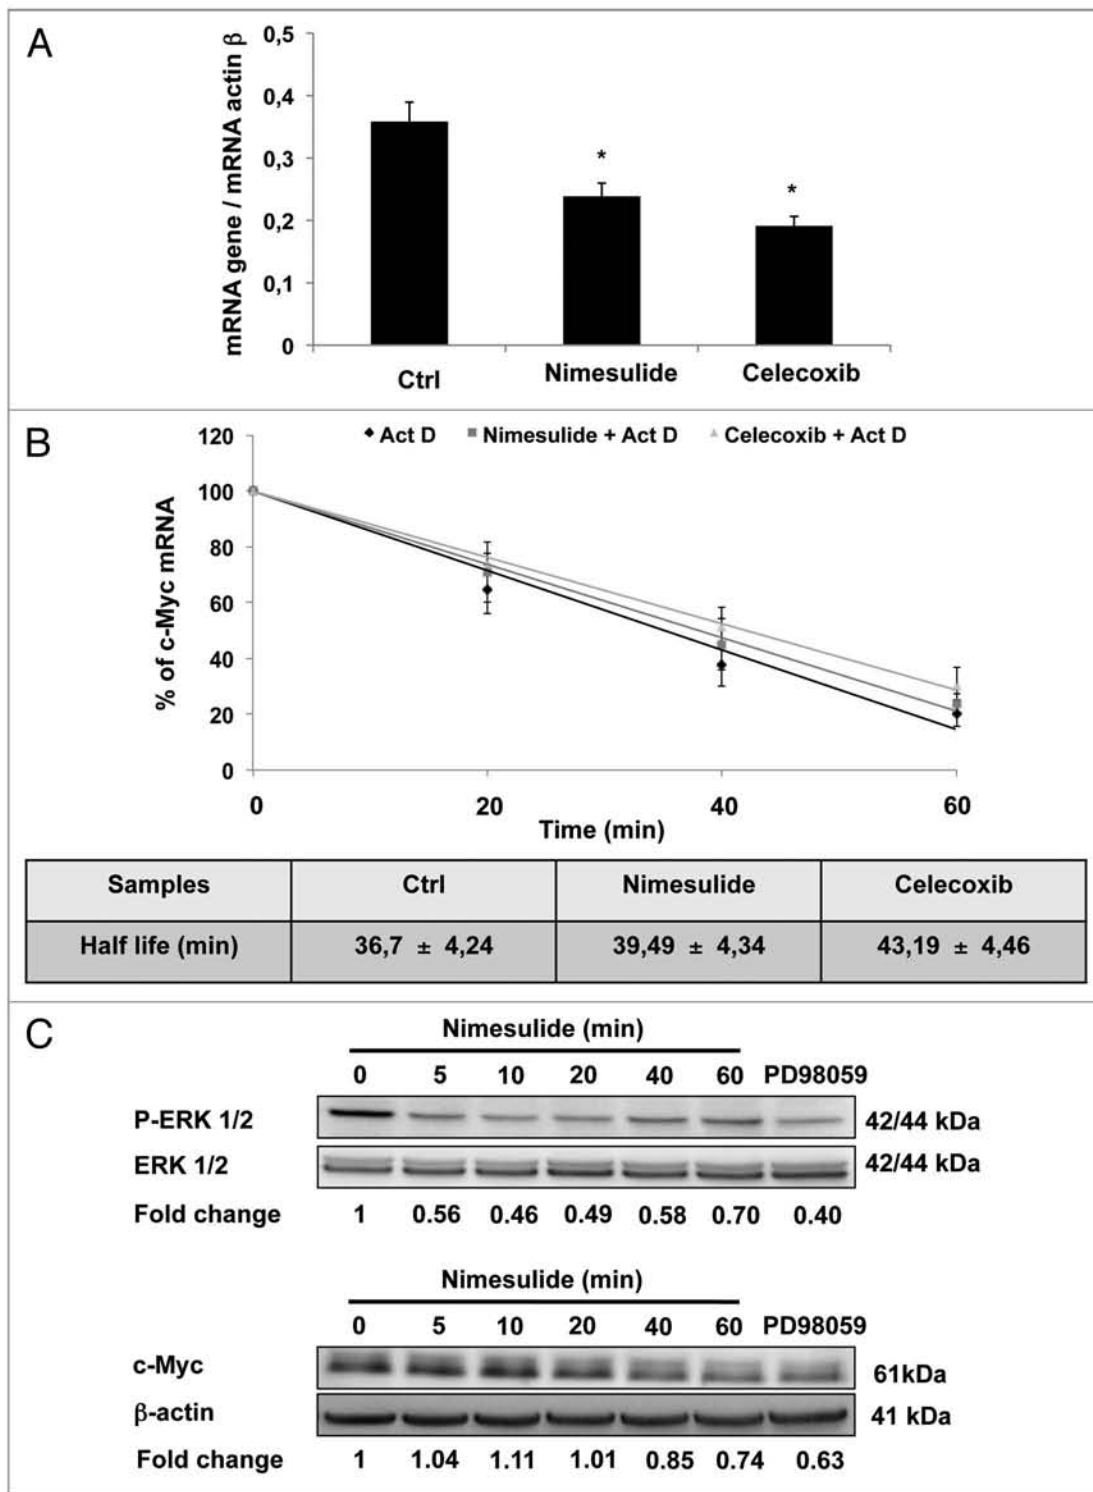 A
mRNA gene / mRNA actin β
0,5
0,4
0,3
0,2
0,1
0
*
*
Ctrl
Nimesulide
Celecoxib
B
Act D
Nimesulide + Act D
Celecoxib + Act D
% of c-Myc mRNA
120
100
80
60
40
20
0
0
20
40
60
Time (min)
Samples Ctrl Nimesulide Celecoxib
Half life (min) 36,7 ± 4,24 39,49 ± 4,34 43,19 ± 4,46
C
Nimesulide (min)
0 5 10 20 40 60 PD98059
P-ERK 1/2 42/44 kDa
ERK 1/2 42/44 kDa
Fold change 1 0.56 0.46 0.49 0.58 0.70 0.40
Nimesulide (min)
0 5 10 20 40 60 PD98059
c-Myc 61kDa
β-actin 41 kDa
Fold change 1 1.04 1.11 1.01 0.85 0.74 0.63